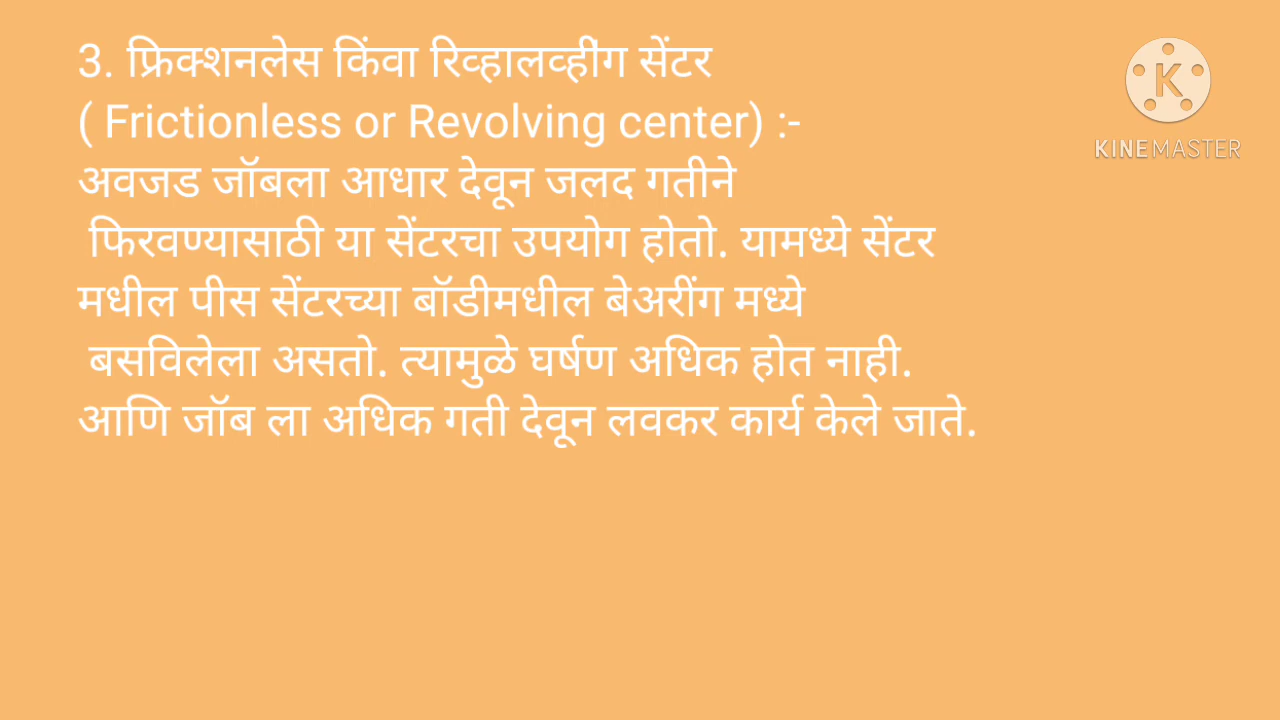 3. फ्रिक्शनलेस किंवा रिव्हालव्हींग सेंटर
( Frictionless or Revolving center) :-
अवजड जॉबला आधार देवून जलद गतीने
फिरवण्यासाठी या सेंटरचा उपयोग होतो. यामध्ये सेंटर
मधील पीस सेंटरच्या बॉडीमधील बेअरींग मध्ये
बसविलेला असतो. त्यामुळे घर्षण अधिक होत नाही.
आणि जॉब ला अधिक गती देवून लवकर कार्य केले जाते.
K
KINEMASTER